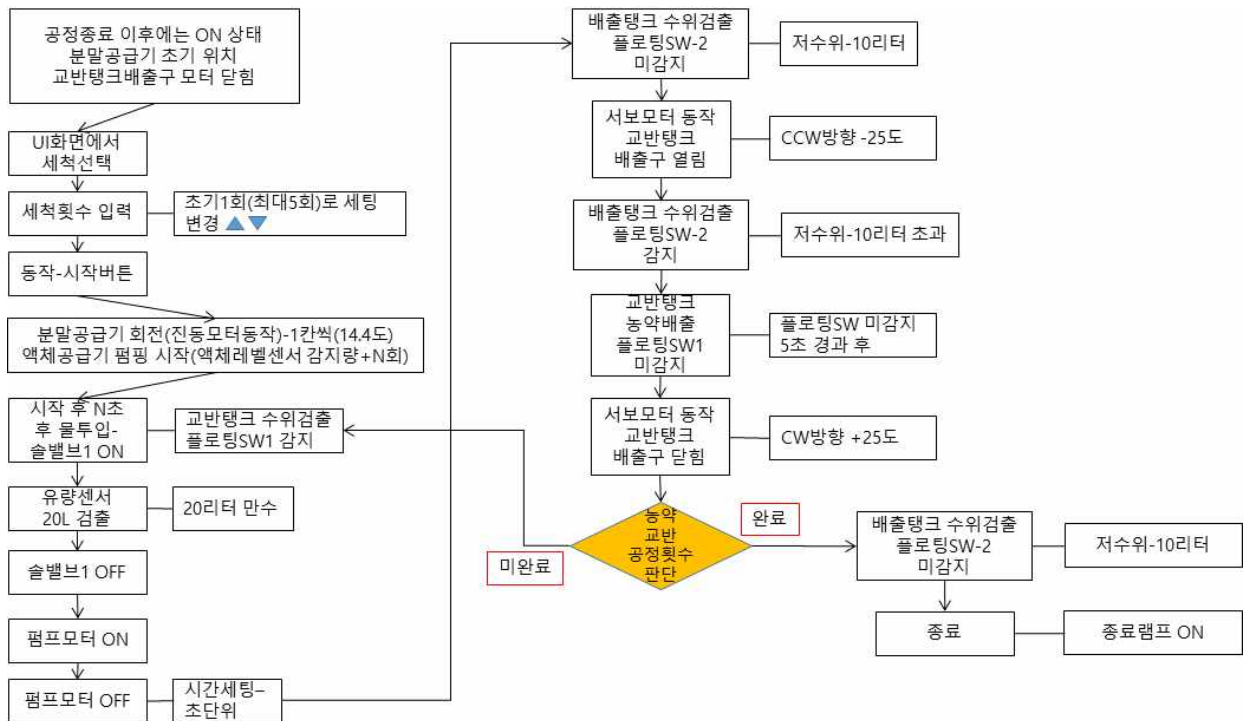 공정종료 이후에는 ON 상태
분말공급기 초기 위치
교반탱크배출구 모터 닫힘
UI화면에서
세척선택
세척횟수 입력
초기1회(최대5회)로 세팅
변경 ▲▼
동작-시작버튼
분말공급기 회전(진동모터동작)-1칸씩(14.4도)
액체공급기 펌핑 시작(액체레벨센서 감지량+N회)
시작 후 N초
후 물투입-
솔밸브1 ON
교반탱크 수위검출
플로팅SW1 감지
유량센서
20L 검출
20리터 만수
솔밸브1 OFF
펌프모터 ON
펌프모터 OFF
시간세팅–
초단위
배출탱크 수위검출
플로팅SW-2
미감지
저수위-10리터
서보모터 동작
교반탱크
배출구 열림
CCW방향 -25도
배출탱크 수위검출
플로팅SW-2
감지
저수위-10리터 초과
교반탱크
농약배출
플로팅SW1
미감지
플로팅SW 미감지
5초 경과 후
서보모터 동작
교반탱크
배출구 닫힘
CW방향 +25도
농약
교반
공정횟수
판단
미완료
완료
배출탱크 수위검출
플로팅SW-2
미감지
저수위-10리터
종료
종료램프 ON